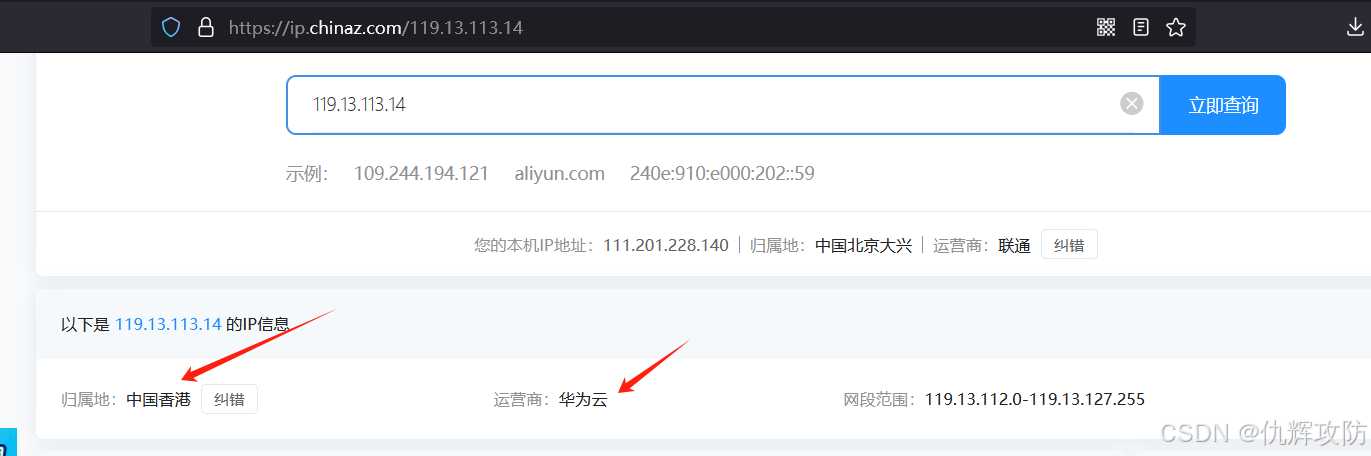 https://ip.chinaz.com/119.13.113.14
119.13.113.14 立即查询
示例： 109.244.194.121 aliyun.com 240e:910:e000:202::59
您的本机IP地址：111.201.228.140 | 归属地：中国北京大兴 | 运营商：联通 纠错
以下是 119.13.113.14 的IP信息
归属地：中国香港 纠错 运营商：华为云 网段范围：119.13.112.0-119.13.127.255
CSDN @仇辉攻防